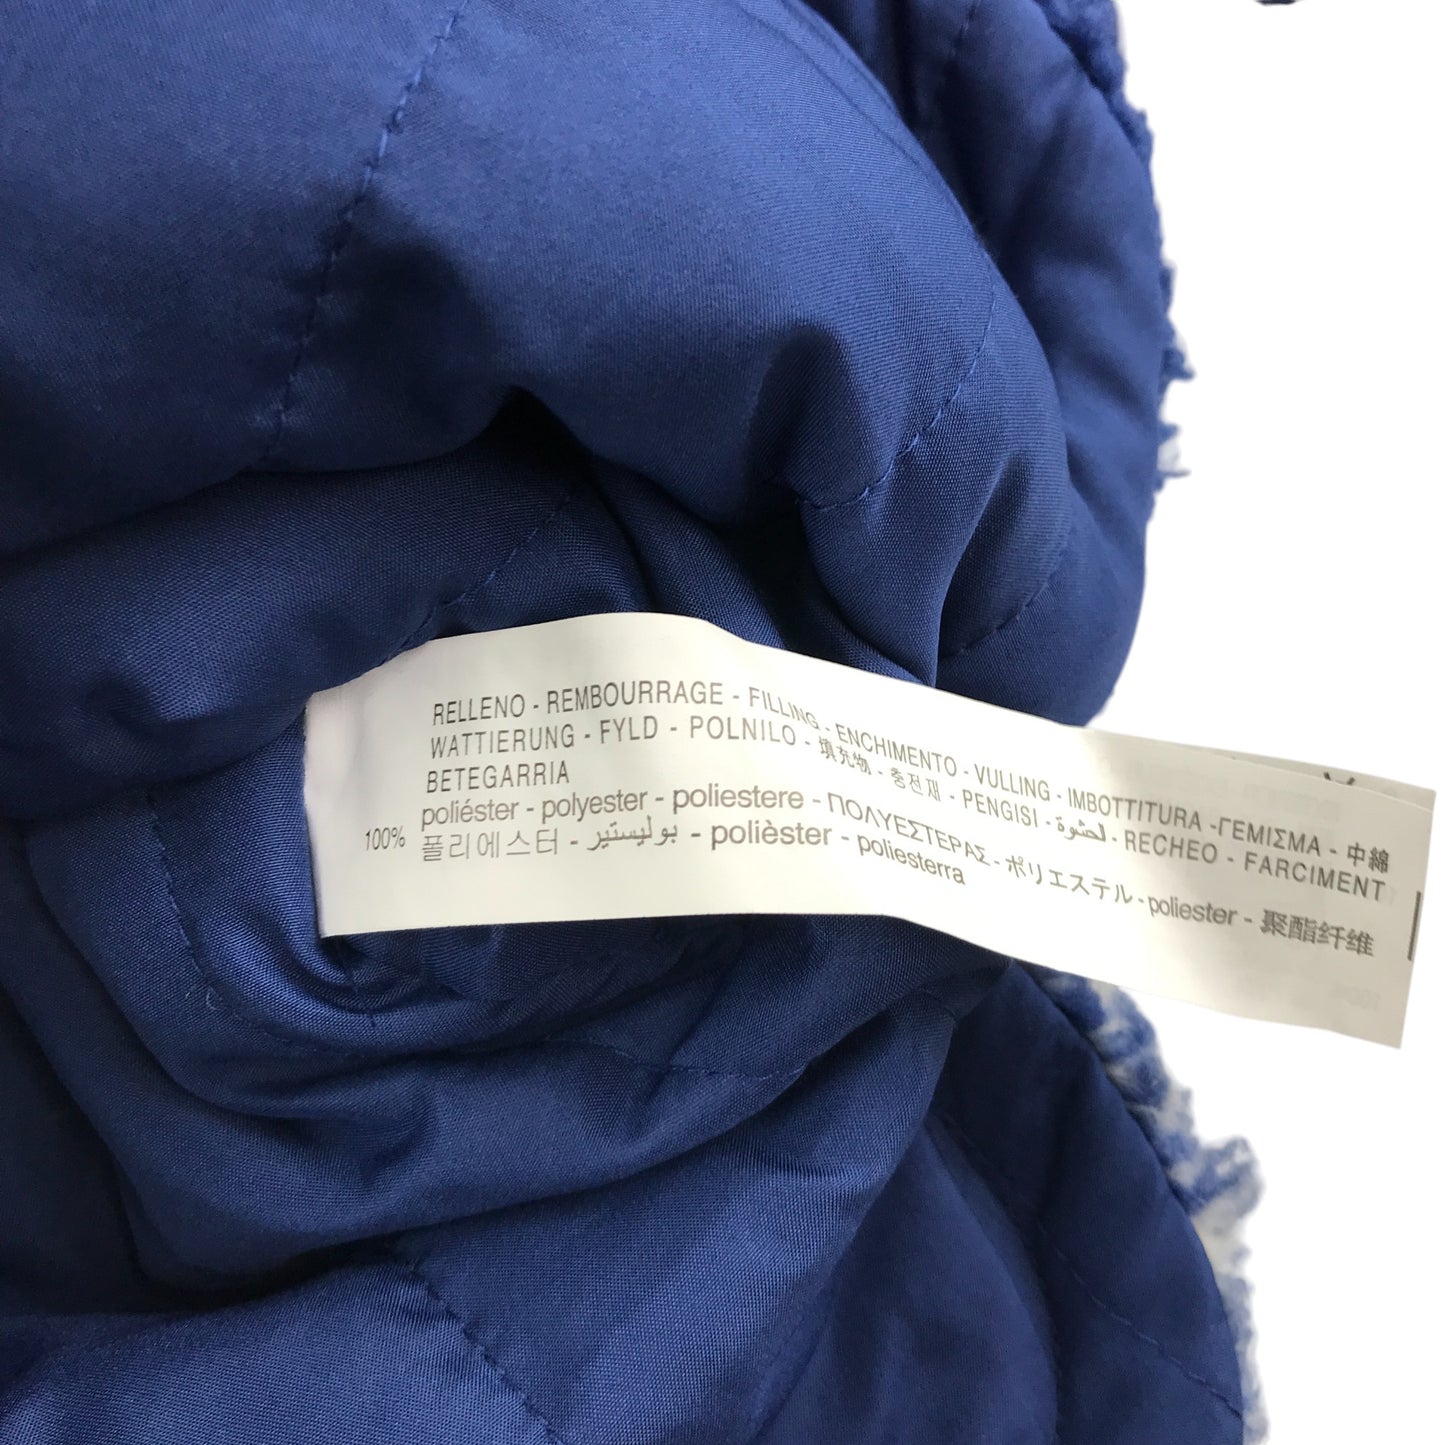 RELLENO - REMBOURRAGE - FILLING - ENCHIMENTO - VULLING - IMBOTTITURA - ΓΕΜΙΣΜΑ - 中綿
WATTIERUNG - FYLD - POLNILO - 填充物 - 충전재 - PENGISI - الحشوة - RECHEO - FARCIMENT
BETEGARRIA
100% poliéster - polyester - poliestere - ΠΟΛΥΕΣΤΕΡΑΣ - ポリエステル - poliester - 聚酯纤维
폴리에스터 - بوليستير - polièster - poliesterra